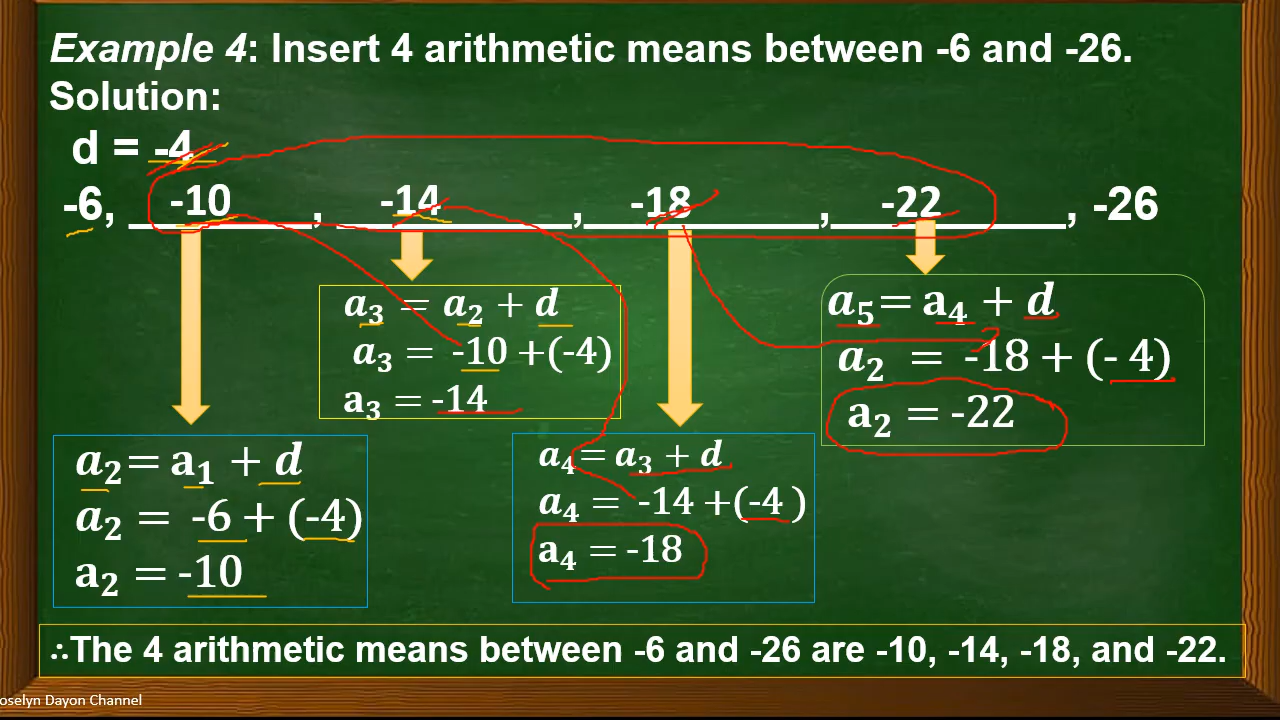 Example 4: Insert 4 arithmetic means between -6 and -26.
Solution:
d = -4
-6, -10, -14, -18, -22, -26
a₃ = a₂ + d
a₃ = -10 +(-4)
a₃ = -14
a₅= a₄ + d
a₂ = -18 + (- 4)
a₂ = -22
a₂= a₁ + d
a₂ = -6 + (-4)
a₂ = -10
a₄= a₃ + d
a₄ = -14 +(-4 )
a₄ = -18
∴The 4 arithmetic means between -6 and -26 are -10, -14, -18, and -22.
oselyn Dayon Channel